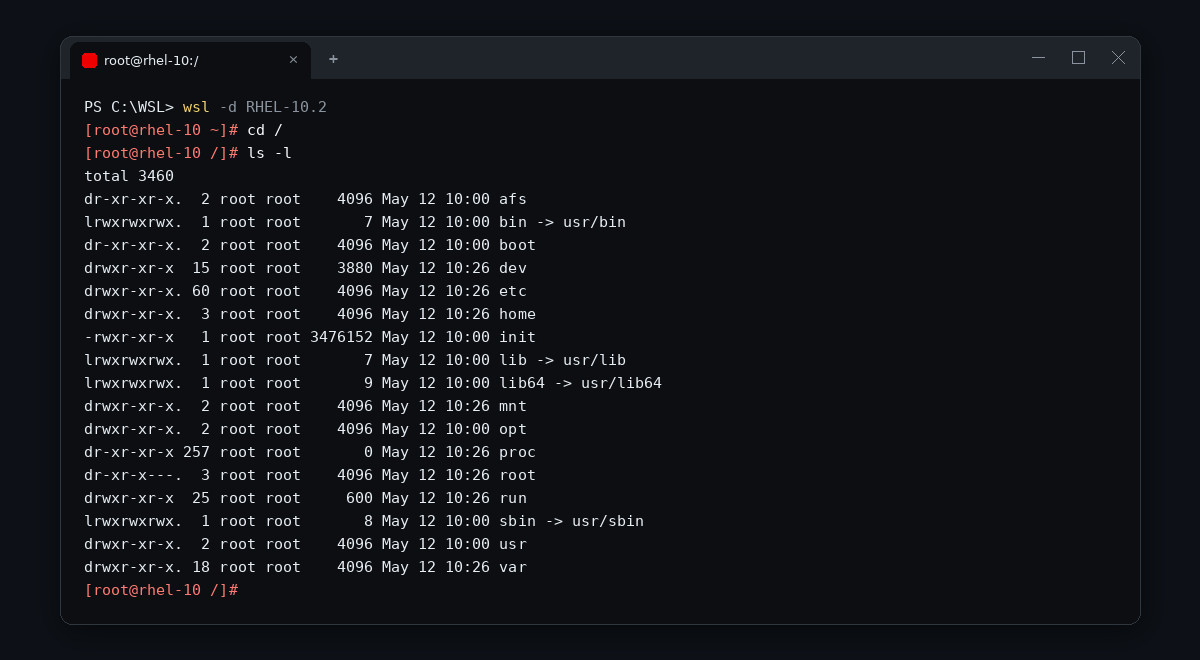 root@rhel-10:/
PS C:\WSL> wsl -d RHEL-10.2
[root@rhel-10 ~]# cd /
[root@rhel-10 /]# ls -l
total 3460
dr-xr-xr-x.  2 root root    4096 May 12 10:00 afs
lrwxrwxrwx.  1 root root       7 May 12 10:00 bin -> usr/bin
dr-xr-xr-x.  2 root root    4096 May 12 10:00 boot
drwxr-xr-x  15 root root    3880 May 12 10:26 dev
drwxr-xr-x. 60 root root    4096 May 12 10:26 etc
drwxr-xr-x.  3 root root    4096 May 12 10:26 home
-rwxr-xr-x   1 root root 3476152 May 12 10:00 init
lrwxrwxrwx.  1 root root       7 May 12 10:00 lib -> usr/lib
lrwxrwxrwx.  1 root root       9 May 12 10:00 lib64 -> usr/lib64
drwxr-xr-x.  2 root root    4096 May 12 10:26 mnt
drwxr-xr-x.  2 root root    4096 May 12 10:00 opt
dr-xr-xr-x 257 root root       0 May 12 10:26 proc
dr-xr-x---.  3 root root    4096 May 12 10:26 root
drwxr-xr-x  25 root root     600 May 12 10:26 run
lrwxrwxrwx.  1 root root       8 May 12 10:00 sbin -> usr/sbin
drwxr-xr-x.  2 root root    4096 May 12 10:00 usr
drwxr-xr-x. 18 root root    4096 May 12 10:26 var
[root@rhel-10 /]#